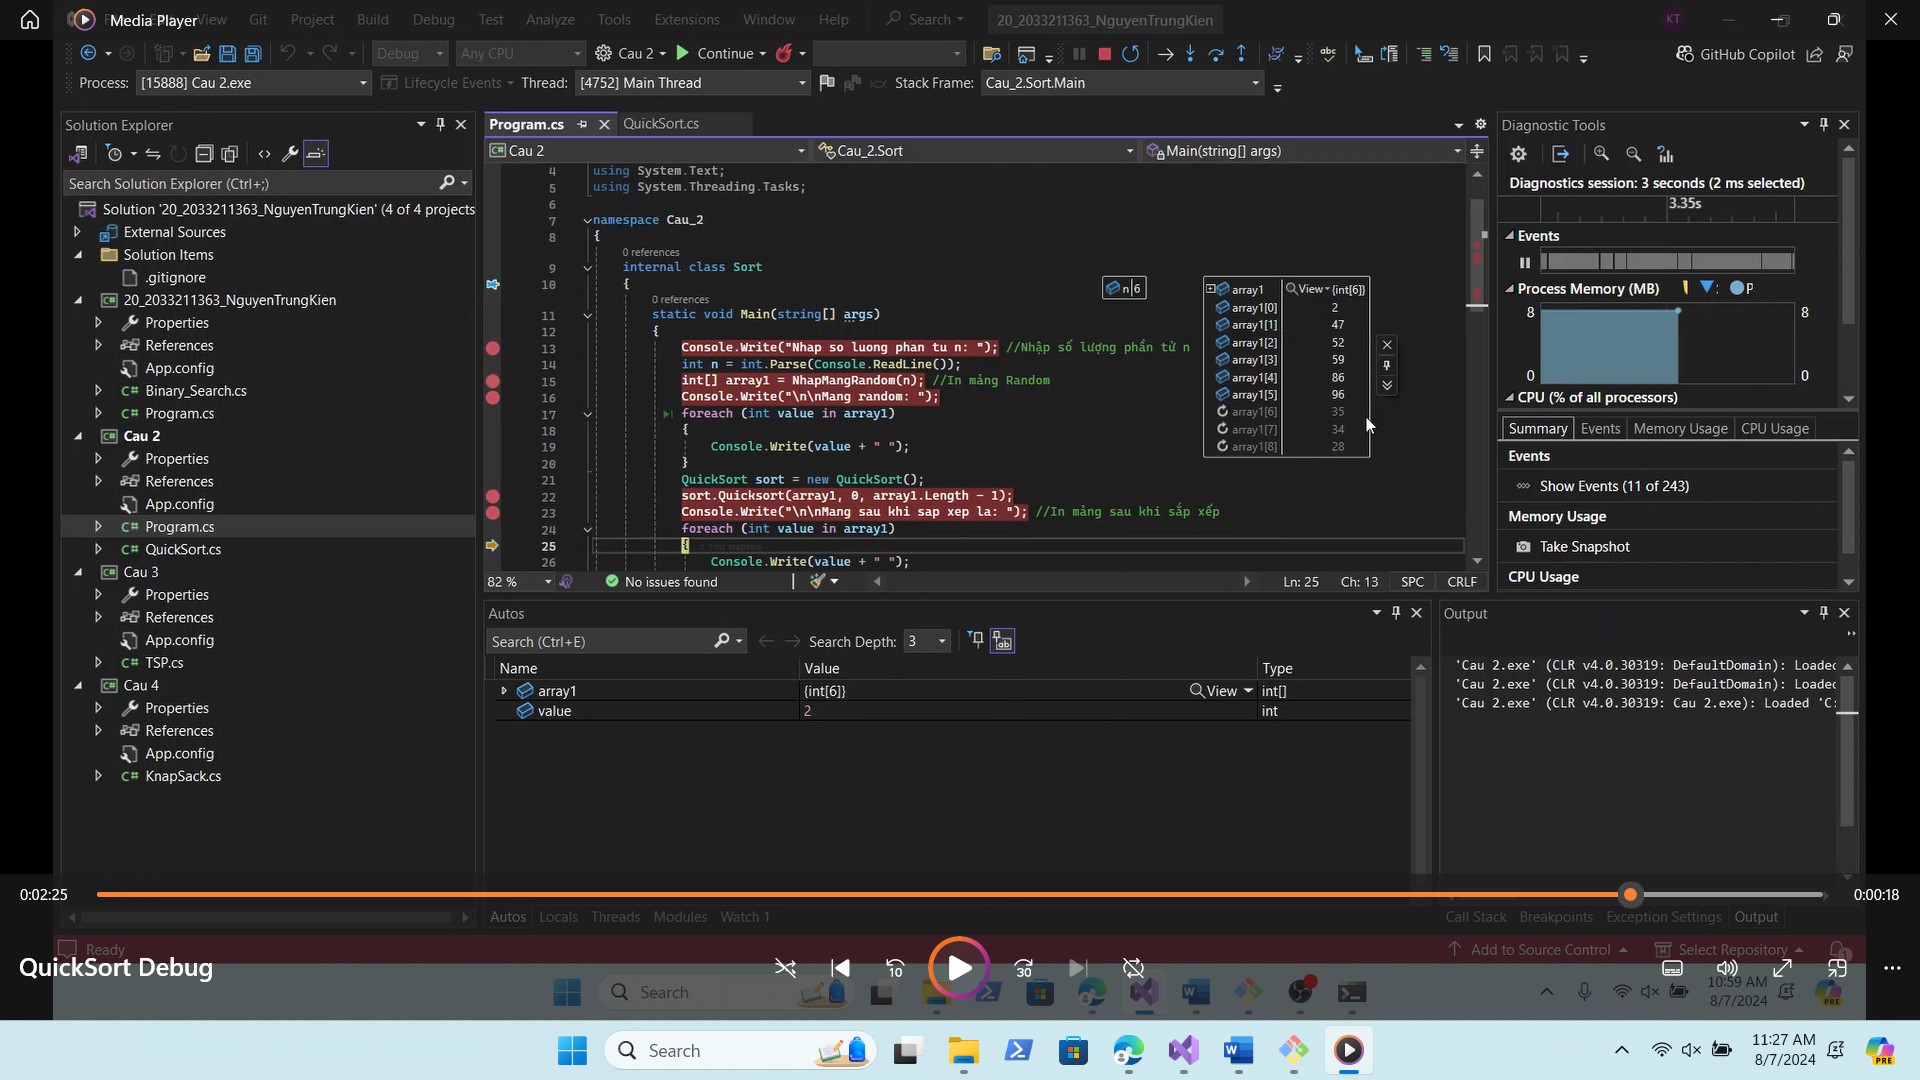 Media Player
View Git Project Build Debug Test Analyze Tools Extensions Window Help Search 20_2033211363_NguyenTrungKien KT
Debug Any CPU Cau 2 Continue GitHub Copilot
Process: [15888] Cau 2.exe Lifecycle Events Thread: [4752] Main Thread Stack Frame: Cau_2.Sort.Main
Solution Explorer
Search Solution Explorer (Ctrl+;)
Solution '20_2033211363_NguyenTrungKien' (4 of 4 projects
External Sources
Solution Items
.gitignore
20_2033211363_NguyenTrungKien
Properties
References
App.config
C# Binary_Search.cs
C# Program.cs
Cau 2
Properties
References
App.config
C# Program.cs
C# QuickSort.cs
Cau 3
Properties
References
App.config
C# TSP.cs
Cau 4
Properties
References
App.config
C# KnapSack.cs
Program.cs QuickSort.cs
Cau 2 Cau_2.Sort Main(string[] args)
4 using System.Text;
5 using System.Threading.Tasks;
6
7 namespace Cau_2
8 {
0 references
9 internal class Sort
10 {
0 references
11 static void Main(string[] args)
12 {
13 Console.Write("Nhap so luong phan tu n: "); //Nhập số lượng phần tử n
14 int n = int.Parse(Console.ReadLine());
15 int[] array1 = NhapMangRandom(n); //In mảng Random
16 Console.Write("\n\nMang random: ");
17 foreach (int value in array1)
18 {
19 Console.Write(value + " ");
20 }
21 QuickSort sort = new QuickSort();
22 sort.Quicksort(array1, 0, array1.Length - 1);
23 Console.Write("\n\nMang sau khi sap xep la: "); //In mảng sau khi sắp xếp
24 foreach (int value in array1)
25 {
26 Console.Write(value + " ");
n 6
array1 View {int[6]}
array1[0] 2
array1[1] 47
array1[2] 52
array1[3] 59
array1[4] 86
array1[5] 96
array1[6] 35
array1[7] 34
array1[8] 28
82 % No issues found Ln: 25 Ch: 13 SPC CRLF
Diagnostic Tools
Diagnostics session: 3 seconds (2 ms selected)
3.35s
Events
Process Memory (MB) P
8 8
0 0
CPU (% of all processors)
Summary Events Memory Usage CPU Usage
Events
Show Events (11 of 243)
Memory Usage
Take Snapshot
CPU Usage
Autos
Search (Ctrl+E) Search Depth: 3
Name Value Type
array1 {int[6]} View int[]
value 2 int
Output
'Cau 2.exe' (CLR v4.0.30319: DefaultDomain): Loaded
'Cau 2.exe' (CLR v4.0.30319: DefaultDomain): Loaded
'Cau 2.exe' (CLR v4.0.30319: Cau 2.exe): Loaded 'C:
0:02:25 0:00:18
Autos Locals Threads Modules Watch 1 Call Stack Breakpoints Exception Settings Output
Ready Add to Source Control Select Repository
QuickSort Debug 10 30
Search 10:59 AM
8/7/2024 PRE
Search 11:27 AM
8/7/2024 PRE